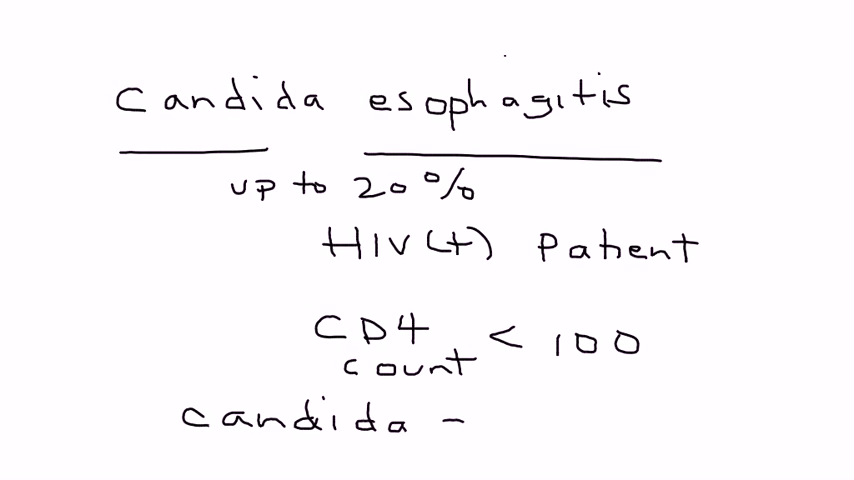 Candida esophagitis
up to 20%
HIV(+) Patient
CD4 count < 100
candida -